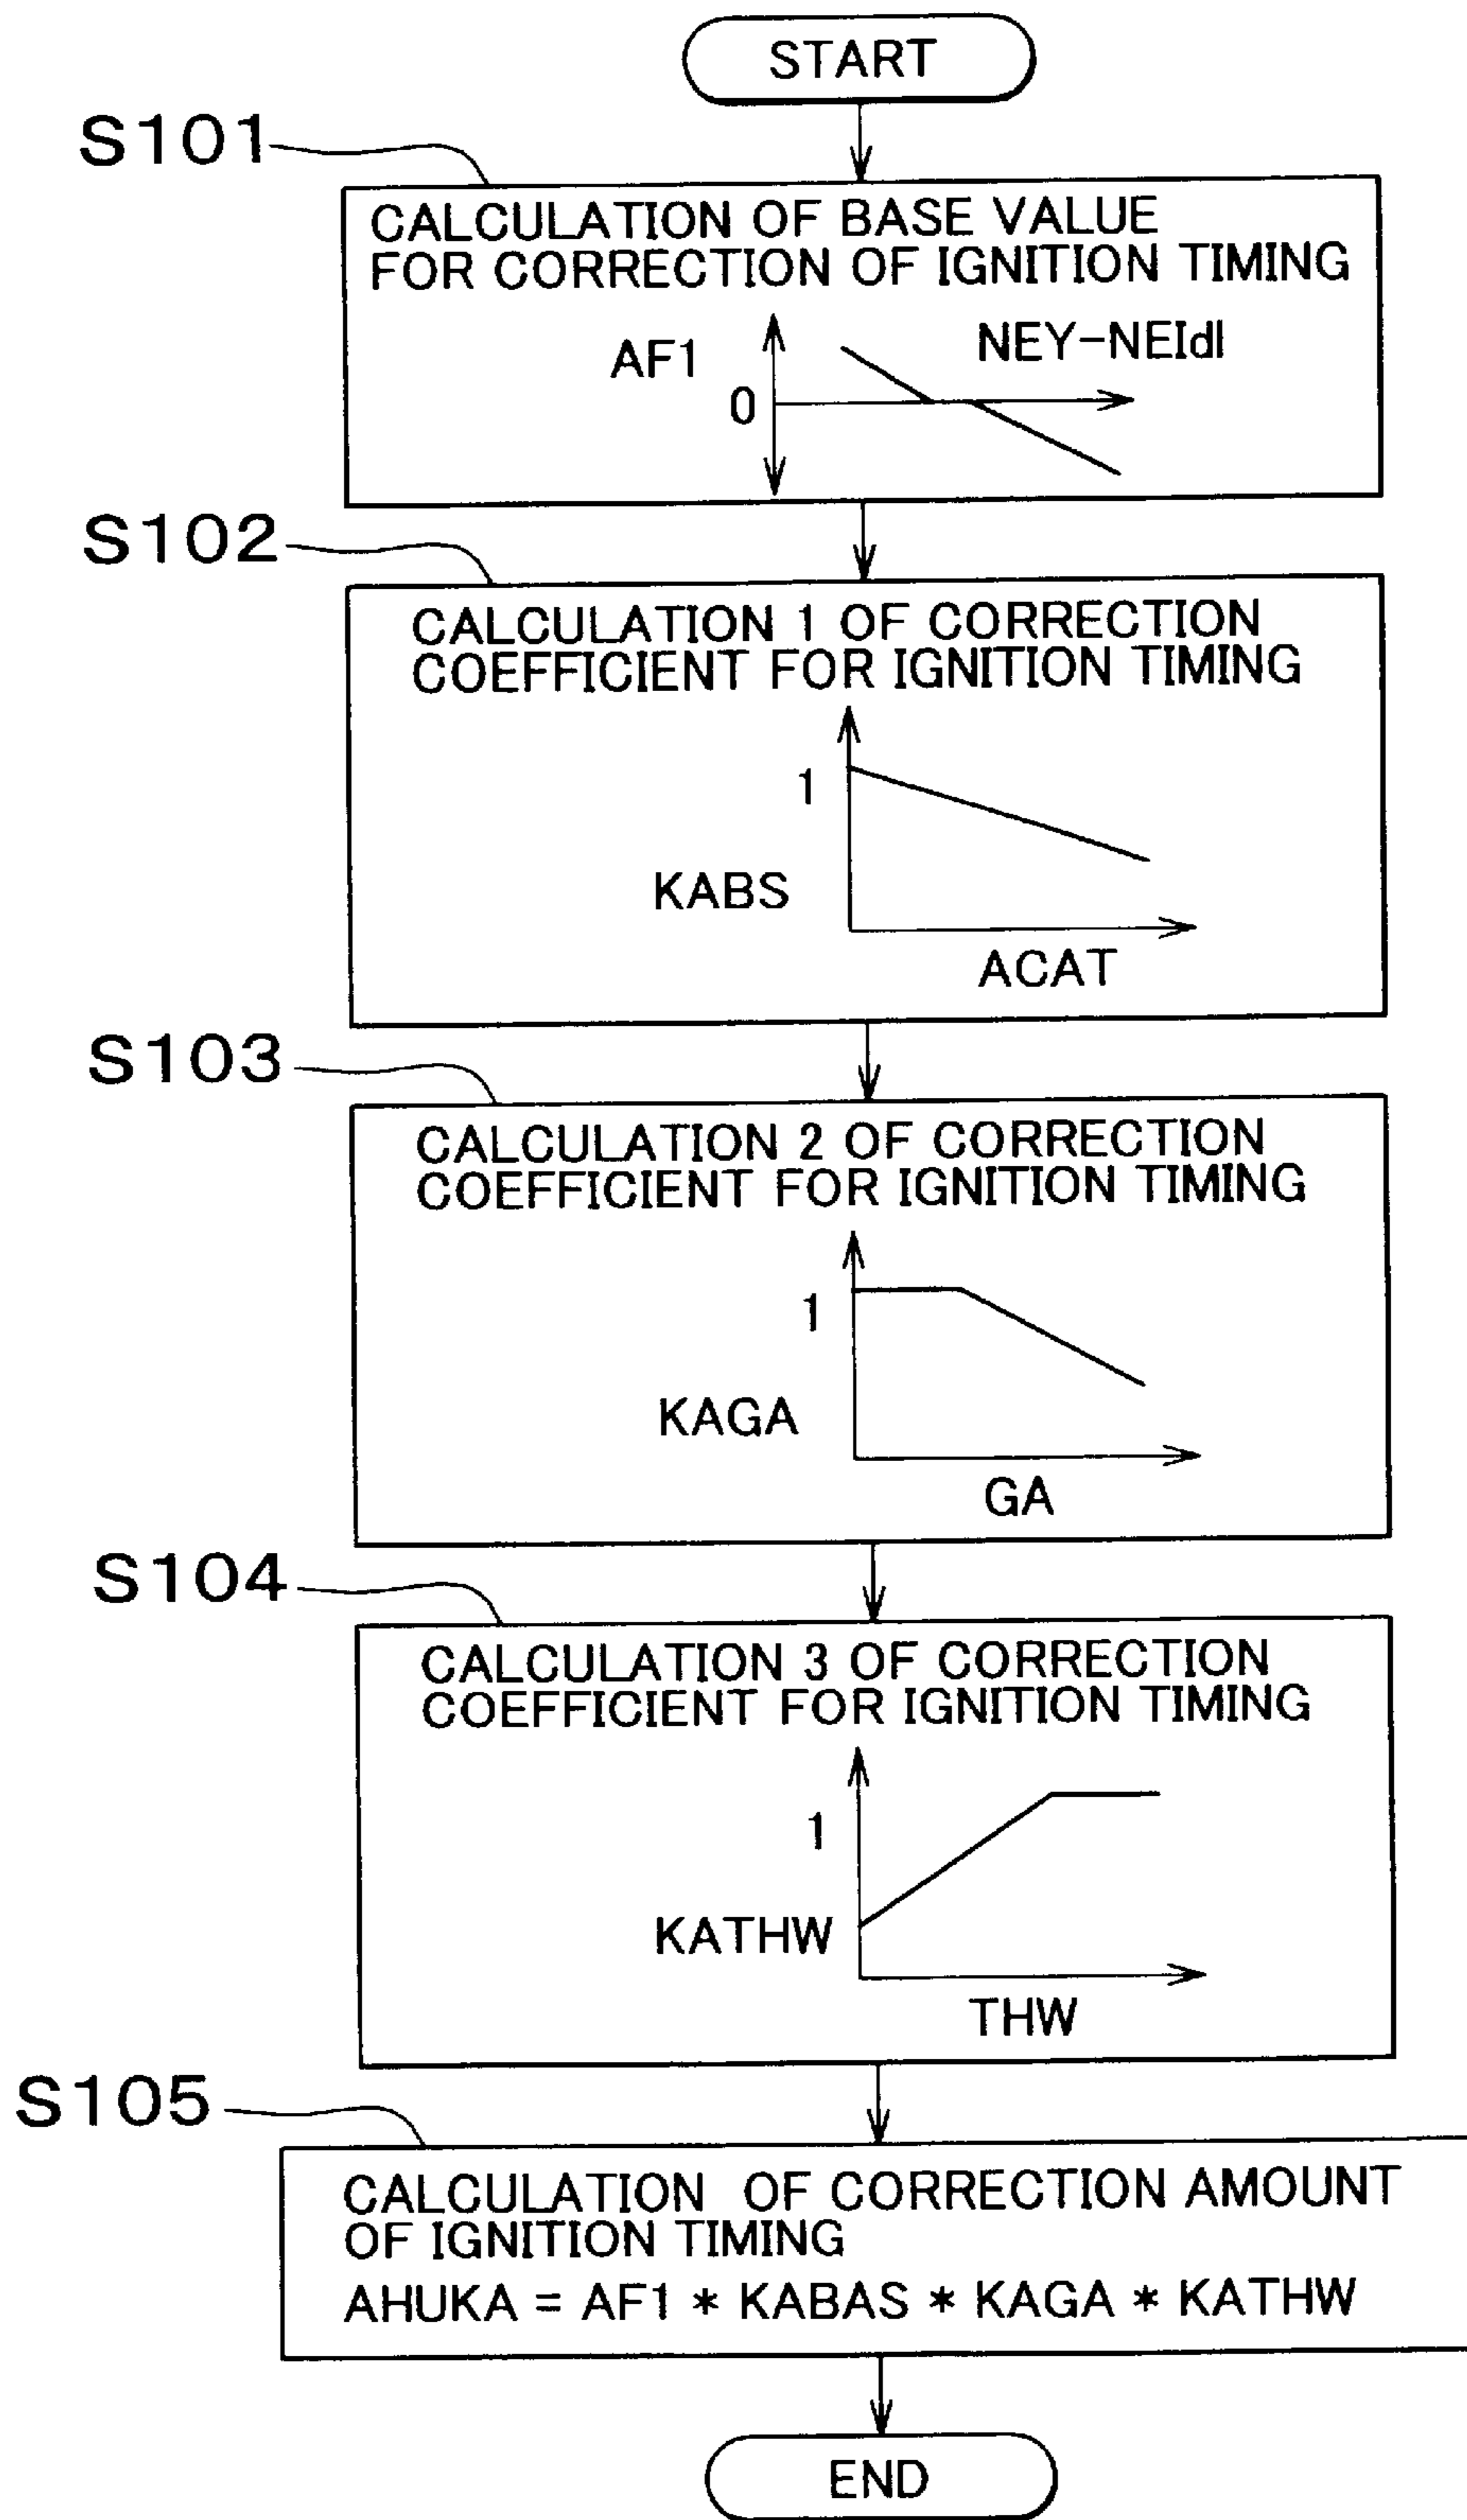 START
S101
CALCULATION OF BASE VALUE
FOR CORRECTION OF IGNITION TIMING
AF1
NEY-NEIdl
0
S102
CALCULATION 1 OF CORRECTION
COEFFICIENT FOR IGNITION TIMING
1
KABS
ACAT
S103
CALCULATION 2 OF CORRECTION
COEFFICIENT FOR IGNITION TIMING
1
KAGA
GA
S104
CALCULATION 3 OF CORRECTION
COEFFICIENT FOR IGNITION TIMING
1
KATHW
THW
S105
CALCULATION OF CORRECTION AMOUNT
OF IGNITION TIMING
AHUKA = AF1 * KABAS * KAGA * KATHW
END